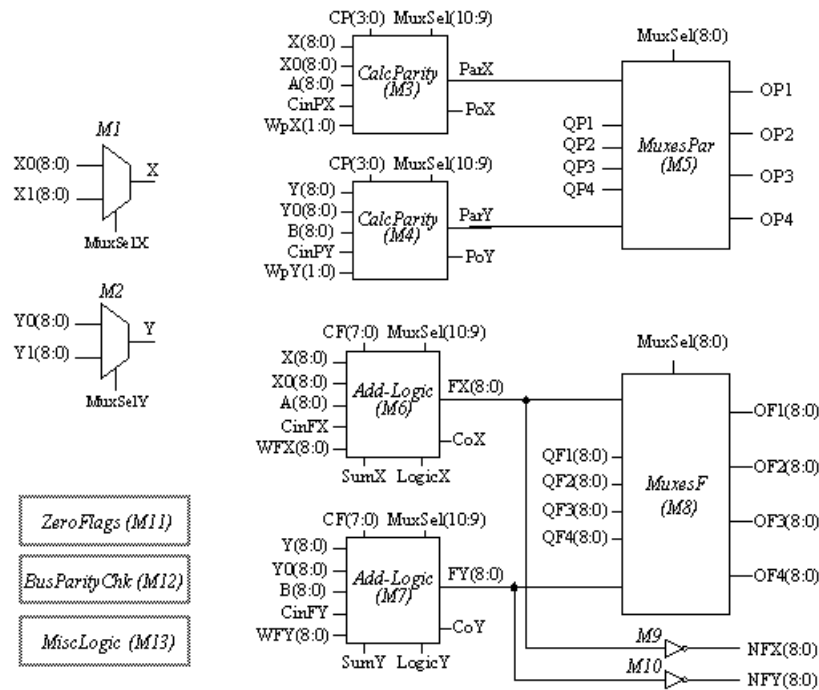 M1
X0(8:0)
X1(8:0)
X
MuxSelX
M2
Y0(8:0)
Y1(8:0)
Y
MuxSelY
ZeroFlags (M11)
BusParityChk (M12)
MiscLogic (M13)
CP(3:0) MuxSel(10:9)
X(8:0)
X0(8:0)
A(8:0)
CinPX
WpX(1:0)
CalcParity
(M3)
ParX
PoX
CP(3:0) MuxSel(10:9)
Y(8:0)
Y0(8:0)
B(8:0)
CinPY
WpY(1:0)
CalcParity
(M4)
ParY
PoY
MuxSel(8:0)
QP1
QP2
QP3
QP4
MuxesPar
(M5)
OP1
OP2
OP3
OP4
CF(7:0) MuxSel(10:9)
X(8:0)
X0(8:0)
A(8:0)
CinFX
WFX(8:0)
Add-Logic
(M6)
FX(8:0)
CoX
SumX LogicX
CF(7:0) MuxSel(10:9)
Y(8:0)
Y0(8:0)
B(8:0)
CinFY
WFY(8:0)
Add-Logic
(M7)
FY(8:0)
CoY
SumY LogicY
MuxSel(8:0)
QF1(8:0)
QF2(8:0)
QF3(8:0)
QF4(8:0)
MuxesF
(M8)
OF1(8:0)
OF2(8:0)
OF3(8:0)
OF4(8:0)
M9
NFX(8:0)
M10
NFY(8:0)